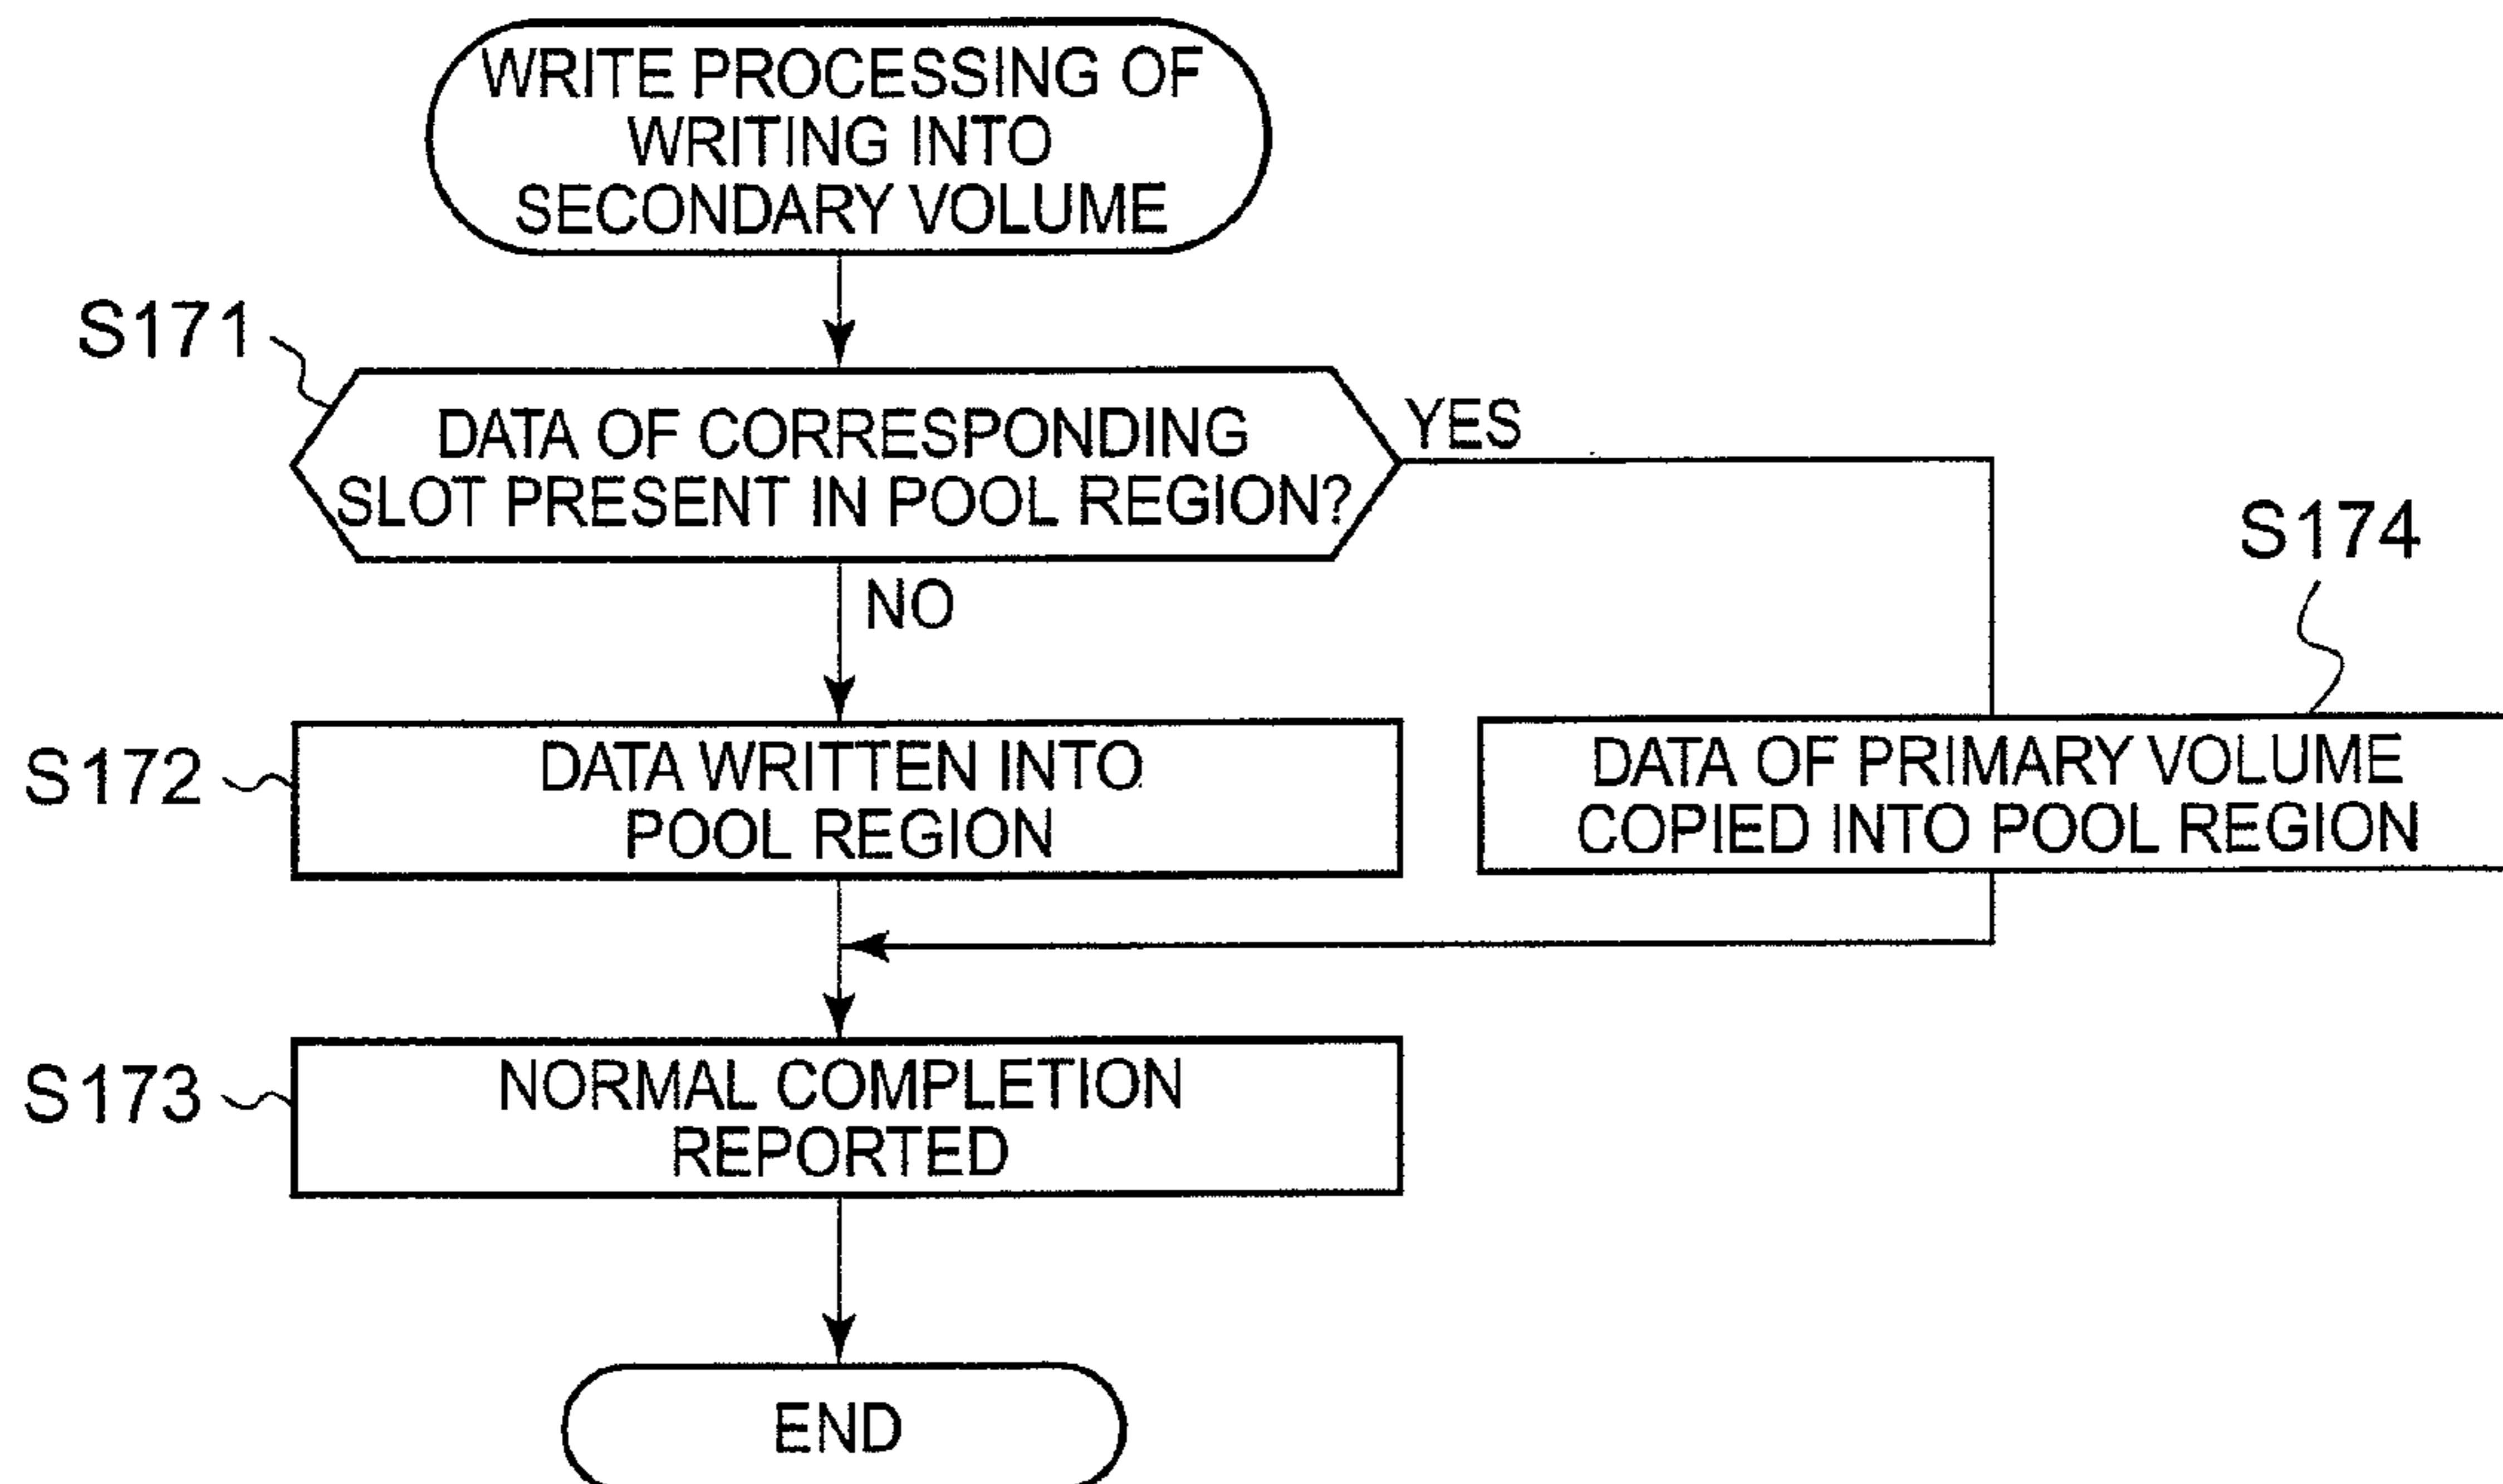 WRITE PROCESSING OF
WRITING INTO
SECONDARY VOLUME
S171
DATA OF CORRESPONDING
SLOT PRESENT IN POOL REGION?
YES
NO
S174
S172
DATA WRITTEN INTO
POOL REGION
DATA OF PRIMARY VOLUME
COPIED INTO POOL REGION
S173
NORMAL COMPLETION
REPORTED
END